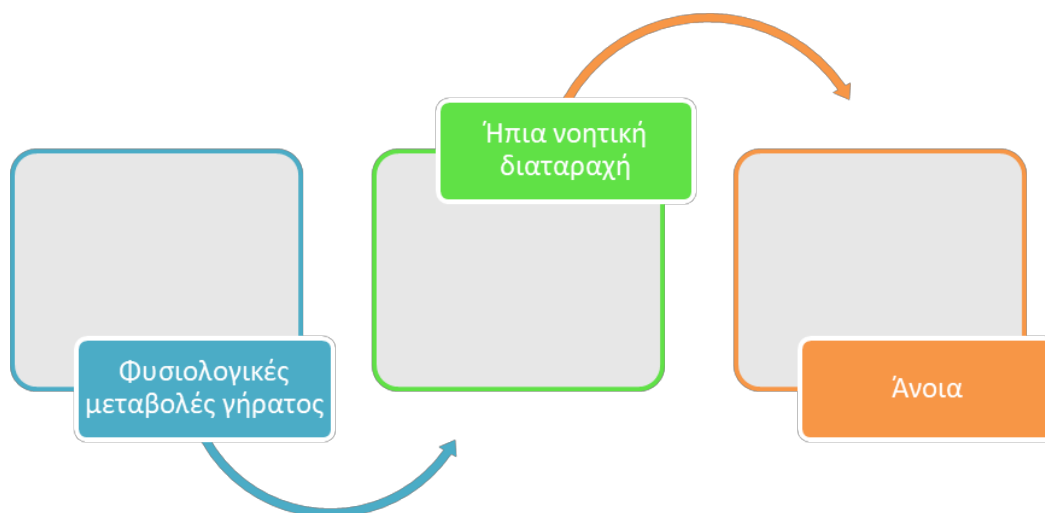 Φυσιολογικές
μεταβολές γήρατος
Ήπια νοητική
διαταραχή
Άνοια